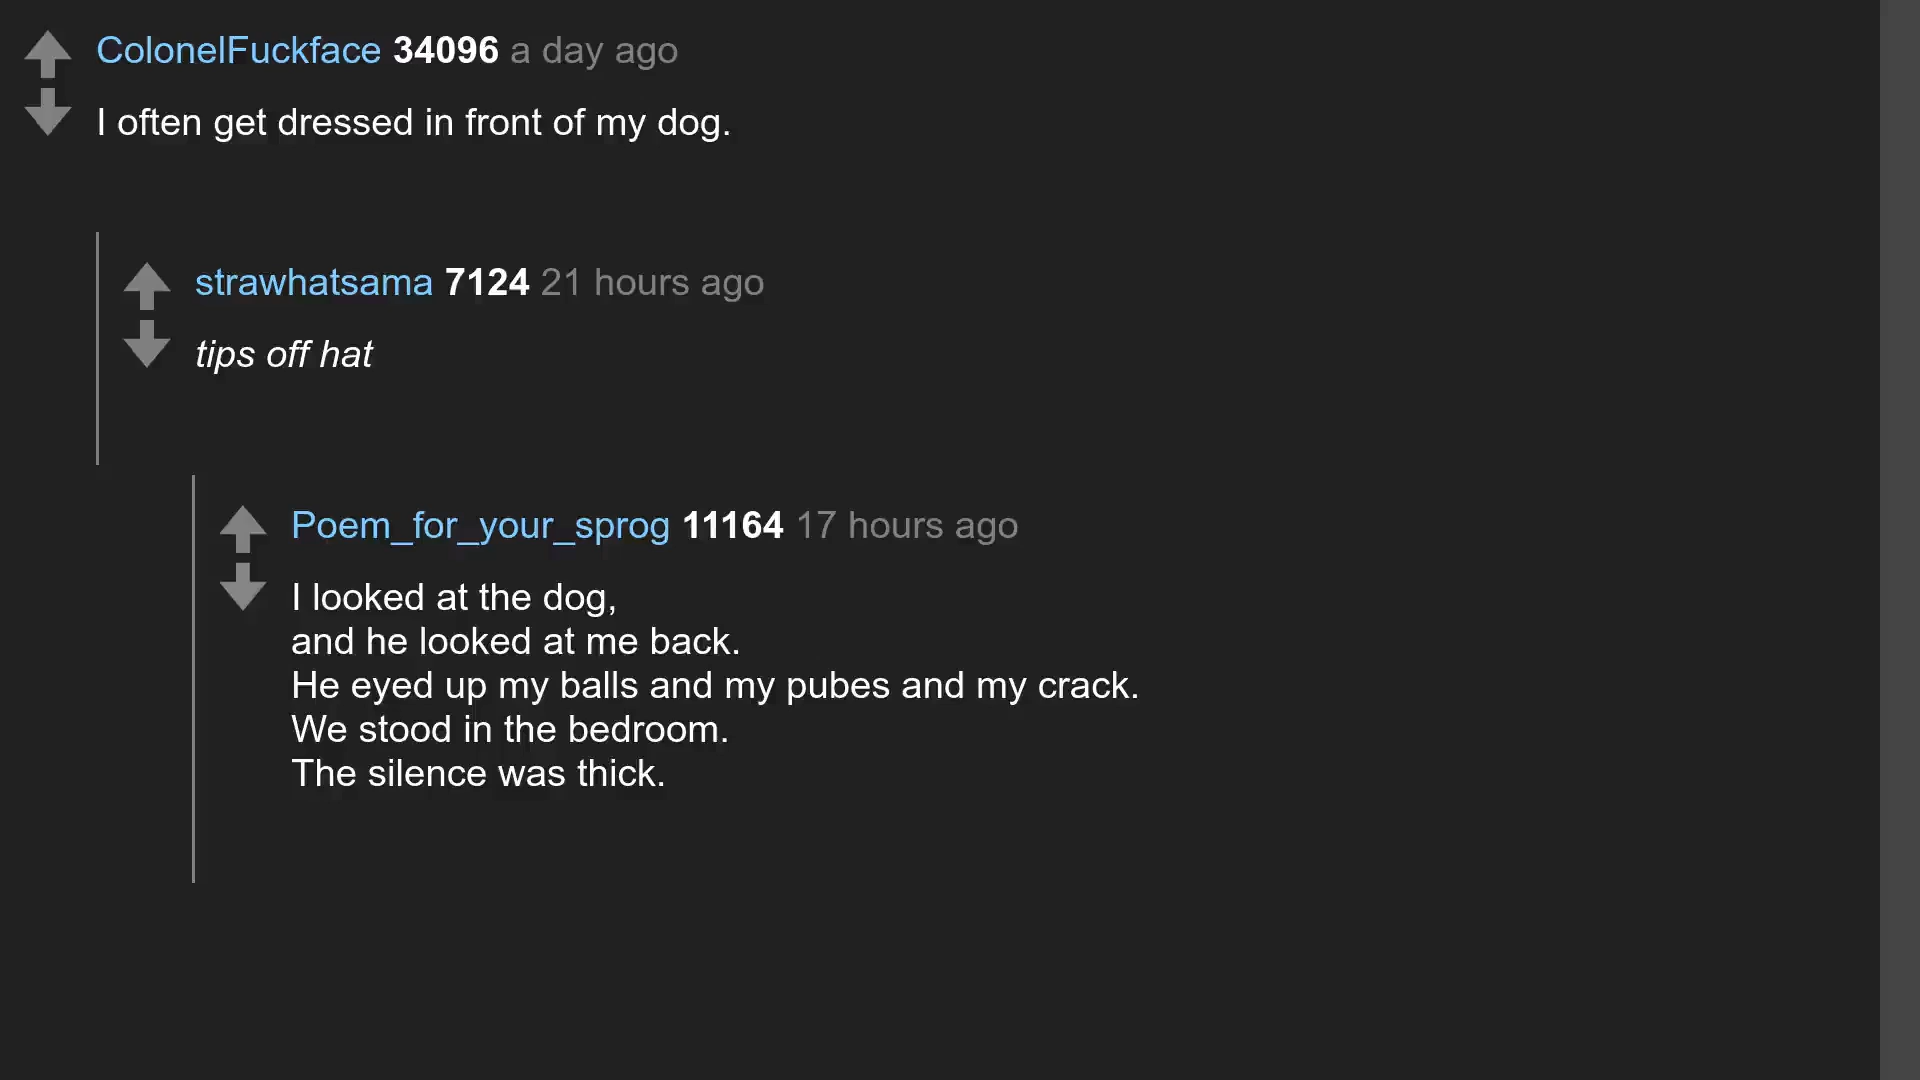 ColonelFuckface 34096 a day ago
I often get dressed in front of my dog.
strawhatsama 7124 21 hours ago
tips off hat
Poem_for_your_sprog 11164 17 hours ago
I looked at the dog,
and he looked at me back.
He eyed up my balls and my pubes and my crack.
We stood in the bedroom.
The silence was thick.